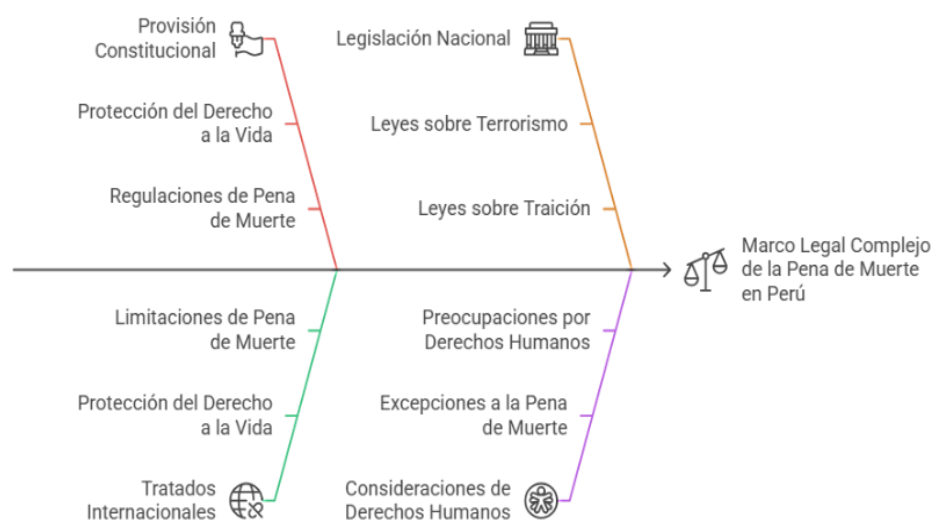 Provisión
Constitucional
Protección del Derecho
a la Vida
Regulaciones de Pena
de Muerte
Legislación Nacional
Leyes sobre Terrorismo
Leyes sobre Traición
Marco Legal Complejo
de la Pena de Muerte
en Perú
Limitaciones de Pena
de Muerte
Protección del Derecho
a la Vida
Tratados
Internacionales
Preocupaciones por
Derechos Humanos
Excepciones a la Pena
de Muerte
Consideraciones de
Derechos Humanos